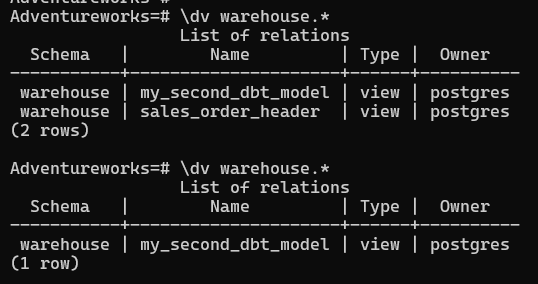 Adventureworks=# \dv warehouse.*
                  List of relations
  Schema   |        Name         | Type |  Owner
-----------+---------------------+------+----------
 warehouse | my_second_dbt_model | view | postgres
 warehouse | sales_order_header  | view | postgres
(2 rows)

Adventureworks=# \dv warehouse.*
                  List of relations
  Schema   |        Name         | Type |  Owner
-----------+---------------------+------+----------
 warehouse | my_second_dbt_model | view | postgres
(1 row)